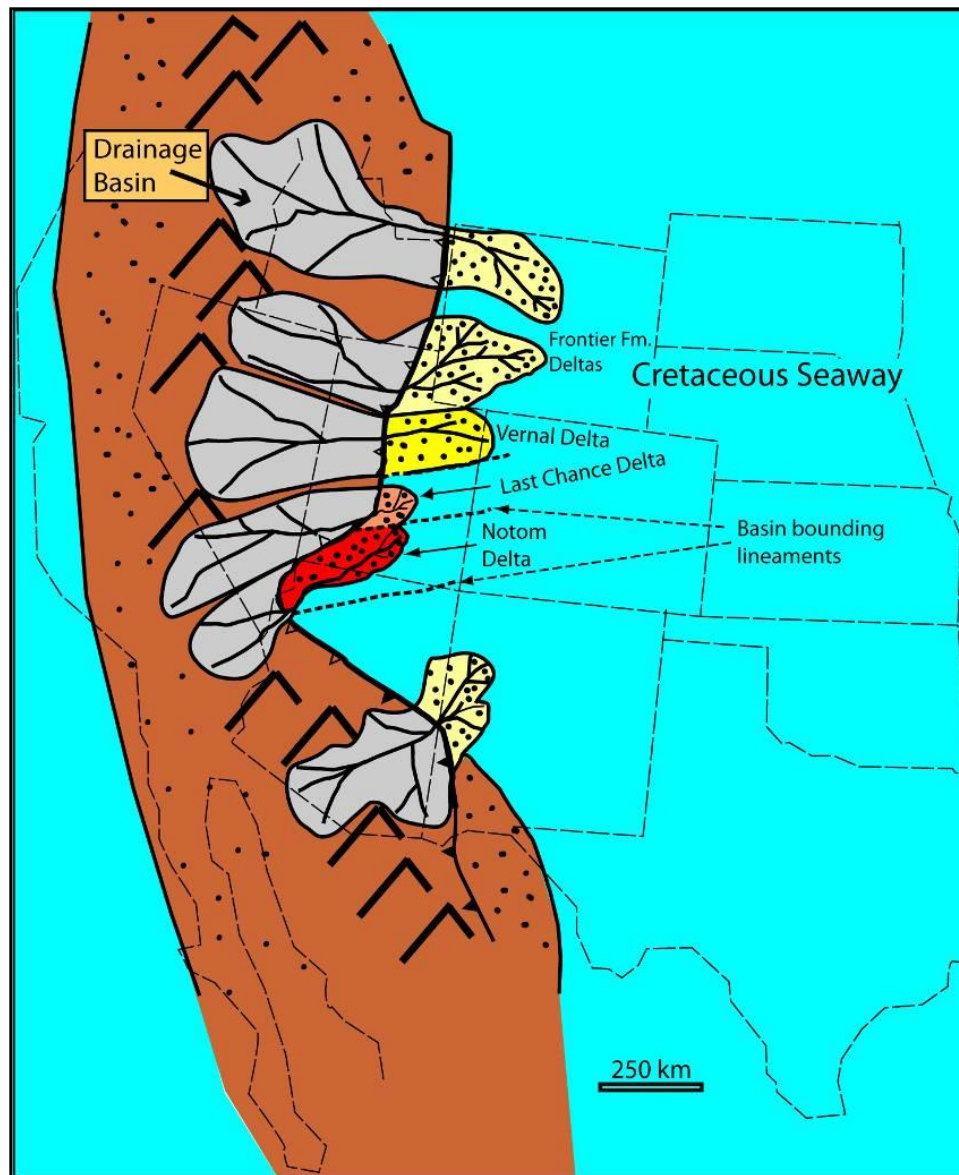 Drainage
Basin
Frontier Fm.
Deltas
Cretaceous Seaway
Vernal Delta
Last Chance Delta
Notom
Delta
Basin bounding
lineaments
250 km